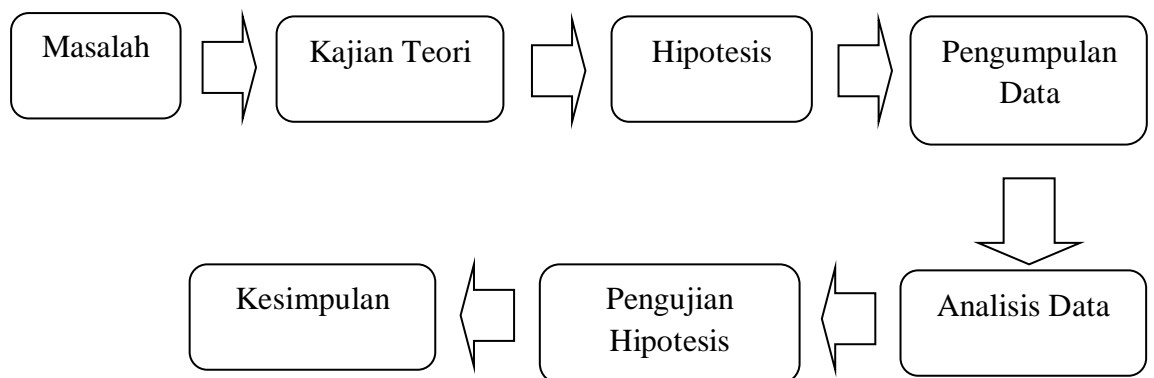 Masalah
Kajian Teori
Hipotesis
Pengumpulan
Data
Analisis Data
Pengujian
Hipotesis
Kesimpulan